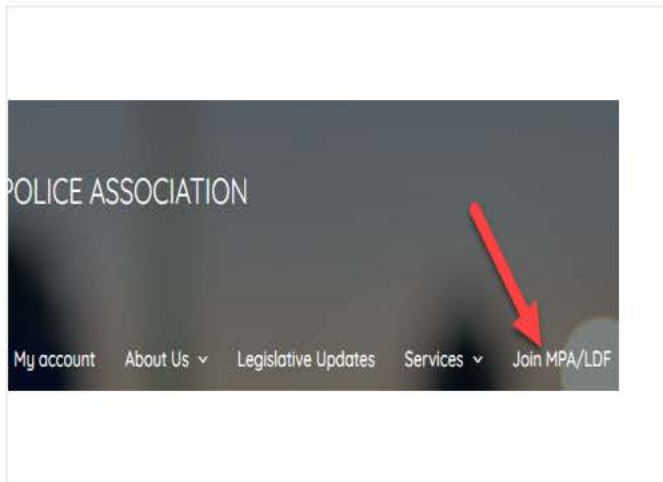 POLICE ASSOCIATION
My account About Us Legislative Updates Services Join MPA/LDF